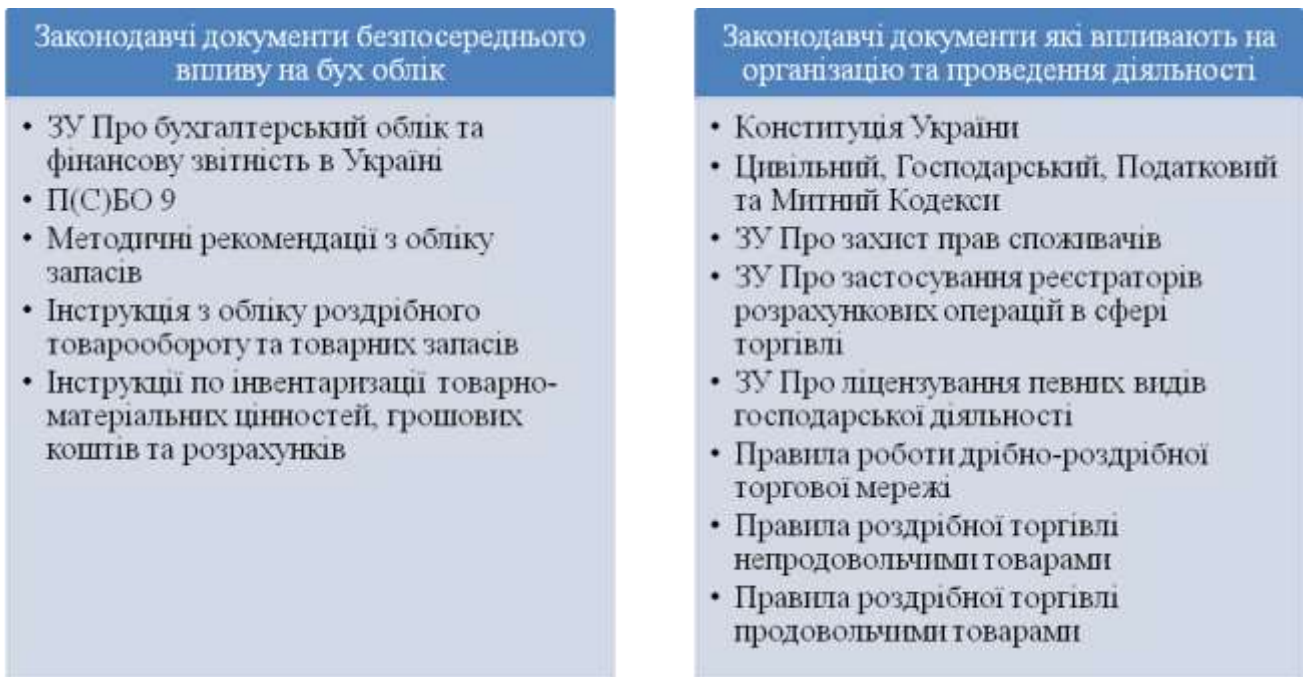 Законодавчі документи безпосереднього
впливу на бух облік
• ЗУ Про бухгалтерський облік та
фінансову звітність в Україні
• П(С)БО 9
• Методичні рекомендації з обліку
запасів
• Інструкція з обліку роздрібного
товарообороту та товарних запасів
• Інструкції по інвентаризації товарно-
матеріальних цінностей, грошових
коштів та розрахунків
Законодавчі документи які впливають на
організацію та проведення діяльності
• Конституція України
• Цивільний, Господарський, Податковий
та Митний Кодекси
• ЗУ Про захист прав споживачів
• ЗУ Про застосування реєстраторів
розрахункових операцій в сфері
торгівлі
• ЗУ Про ліцензування певних видів
господарської діяльності
• Правила роботи дрібно-роздрібної
торгової мережі
• Правила роздрібної торгівлі
непродовольчими товарами
• Правила роздрібної торгівлі
продовольчими товарами